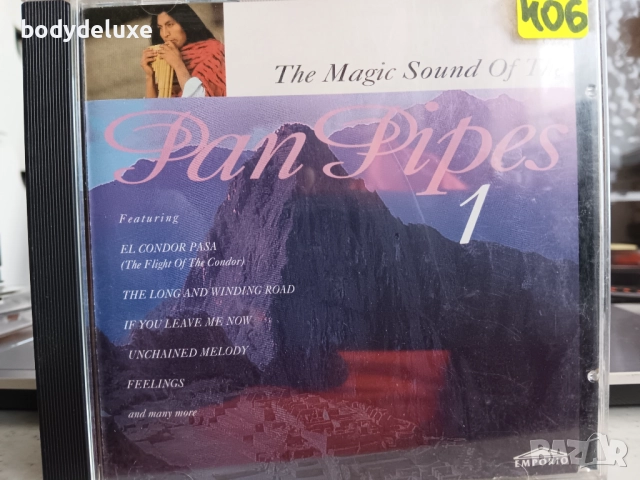 bodydeluxe
406
The Magic Sound Of
Pan Pipes
1
Featuring
EL CONDOR PASA
(The Flight Of The Condor)
THE LONG AND WINDING ROAD
IF YOU LEAVE ME NOW
UNCHAINED MELODY
FEELINGS
and many more
EMPORIO
BAZAR